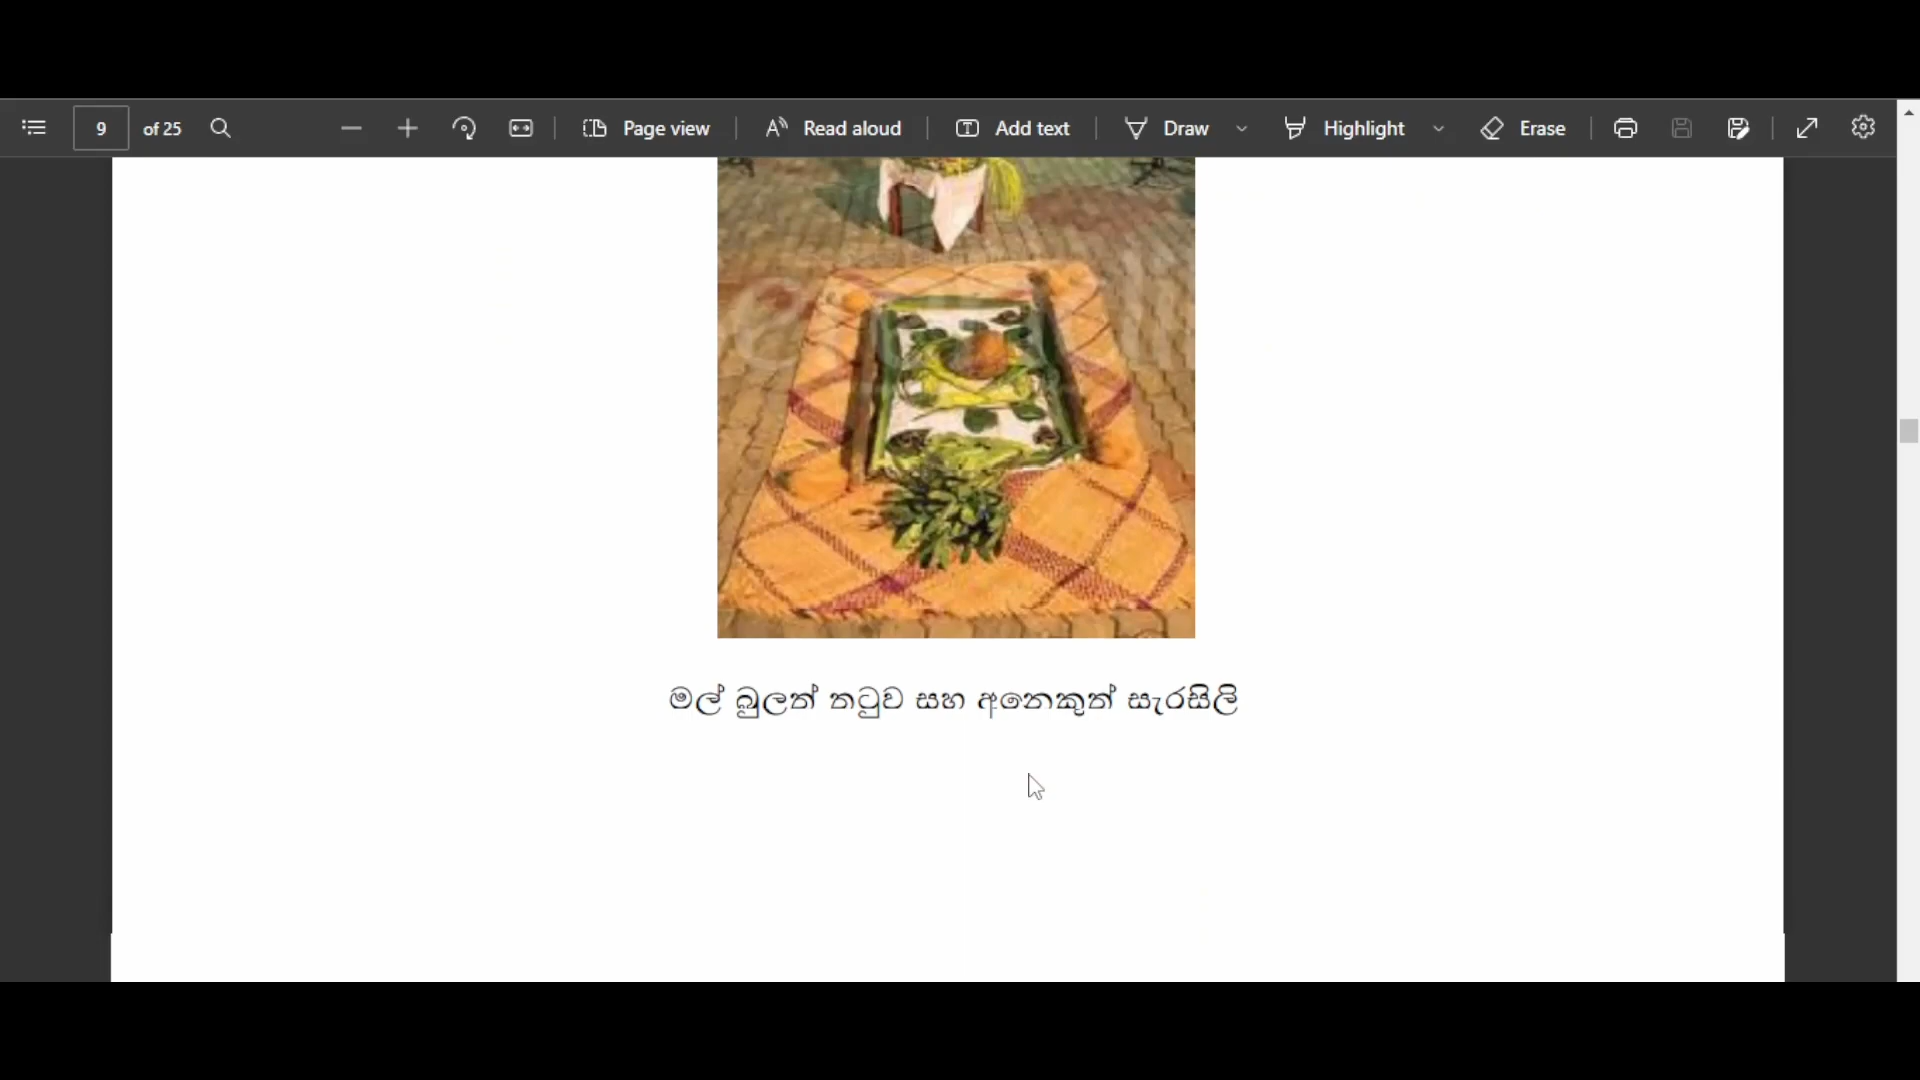 9 of 25 Page view Read aloud Add text Draw Highlight Erase
මල් බුලත් තටුව සහ අනෙකුත් සැරසිලි